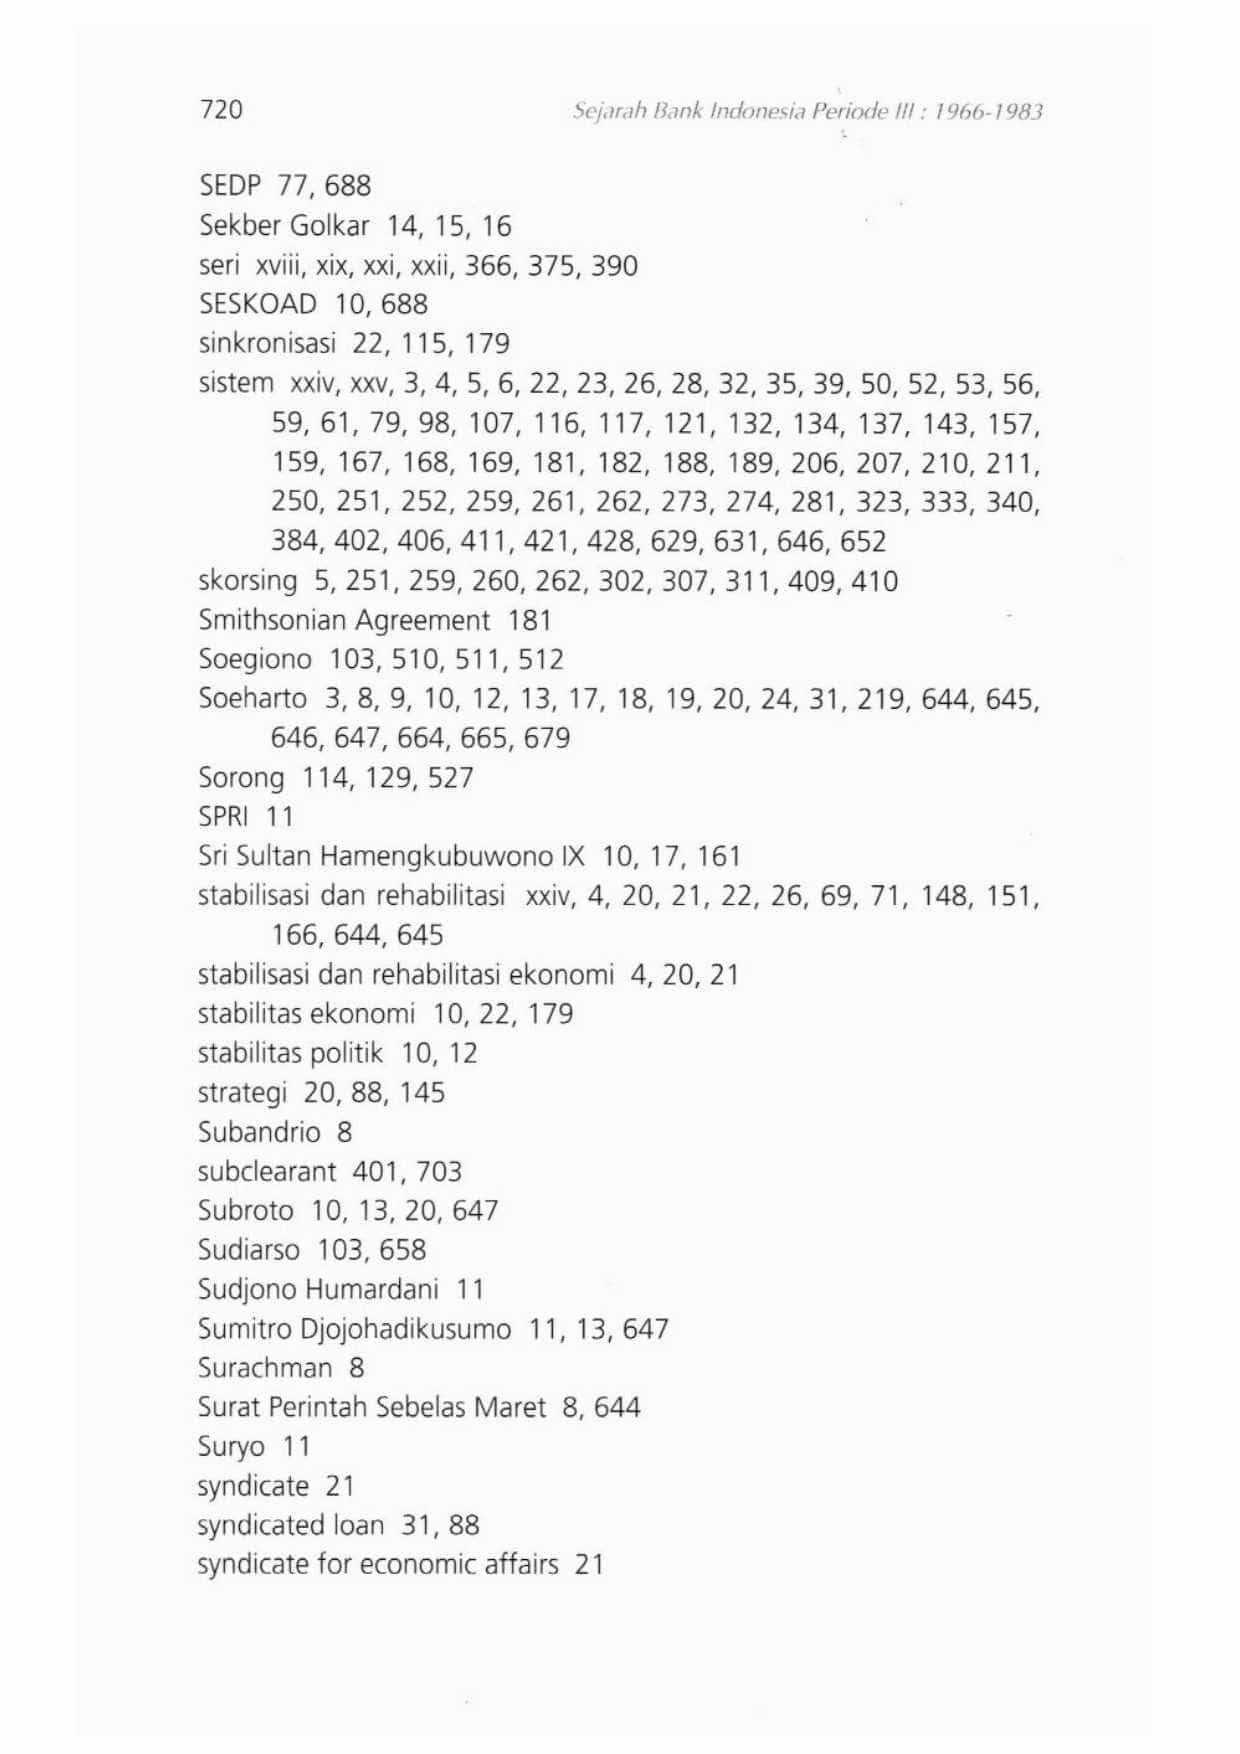 720
Sejarah Bank Indonesia Periode III : 1966-1983
SEDP 77, 688
Sekber Golkar 14, 15, 16
seri xviii, xix, xxi, xxii, 366, 375, 390
SESKOAD 10, 688
sinkronisasi 22, 115, 179
sistem xxiv, xxv, 3, 4, 5, 6, 22, 23, 26, 28, 32, 35, 39, 50, 52, 53, 56,
59, 61, 79, 98, 107, 116, 117, 121, 132, 134, 137, 143, 157,
159, 167, 168, 169, 181, 182, 188, 189, 206, 207, 210, 211,
250, 251, 252, 259, 261, 262, 273, 274, 281, 323, 333, 340,
384, 402, 406, 411, 421, 428, 629, 631, 646, 652
skorsing 5, 251, 259, 260, 262, 302, 307, 311, 409, 410
Smithsonian Agreement 181
Soegiono 103, 510, 511, 512
Soeharto 3, 8, 9, 10, 12, 13, 17, 18, 19, 20, 24, 31, 219, 644, 645,
646, 647, 664, 665, 679
Sorong 114, 129, 527
SPRI 11
Sri Sultan Hamengkubuwono IX 10, 17, 161
stabilisasi dan rehabilitasi xxiv, 4, 20, 21, 22, 26, 69, 71, 148, 151,
166, 644, 645
stabilisasi dan rehabilitasi ekonomi 4, 20, 21
stabilitas ekonomi 10, 22, 179
stabilitas politik 10, 12
strategi 20, 88, 145
Subandrio 8
subclearant 401, 703
Subroto 10, 13, 20, 647
Sudiarso 103, 658
Sudjono Humardani 11
Sumitro Djojohadikusumo 11, 13, 647
Surachman 8
Surat Perintah Sebelas Maret 8, 644
Suryo 11
syndicate 21
syndicated loan 31, 88
syndicate for economic affairs 21